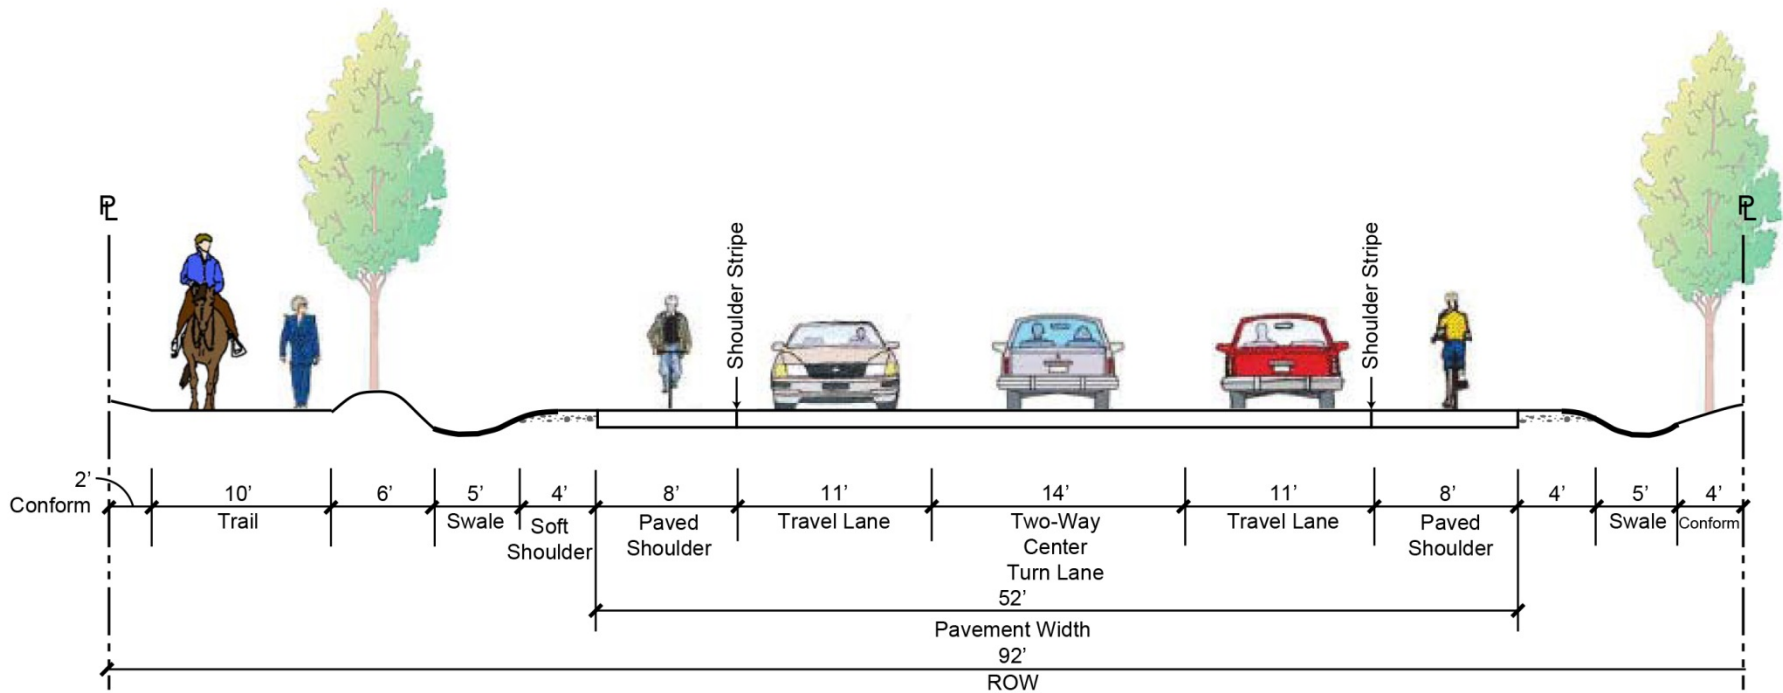 PL
PL
Shoulder Stripe
Shoulder Stripe
2'
Conform
10'
Trail
6'
5'
Swale
4'
Soft
Shoulder
8'
Paved
Shoulder
11'
Travel Lane
14'
Two-Way
Center
Turn Lane
11'
Travel Lane
8'
Paved
Shoulder
4'
5'
Swale
4'
Conform
52'
Pavement Width
92'
ROW